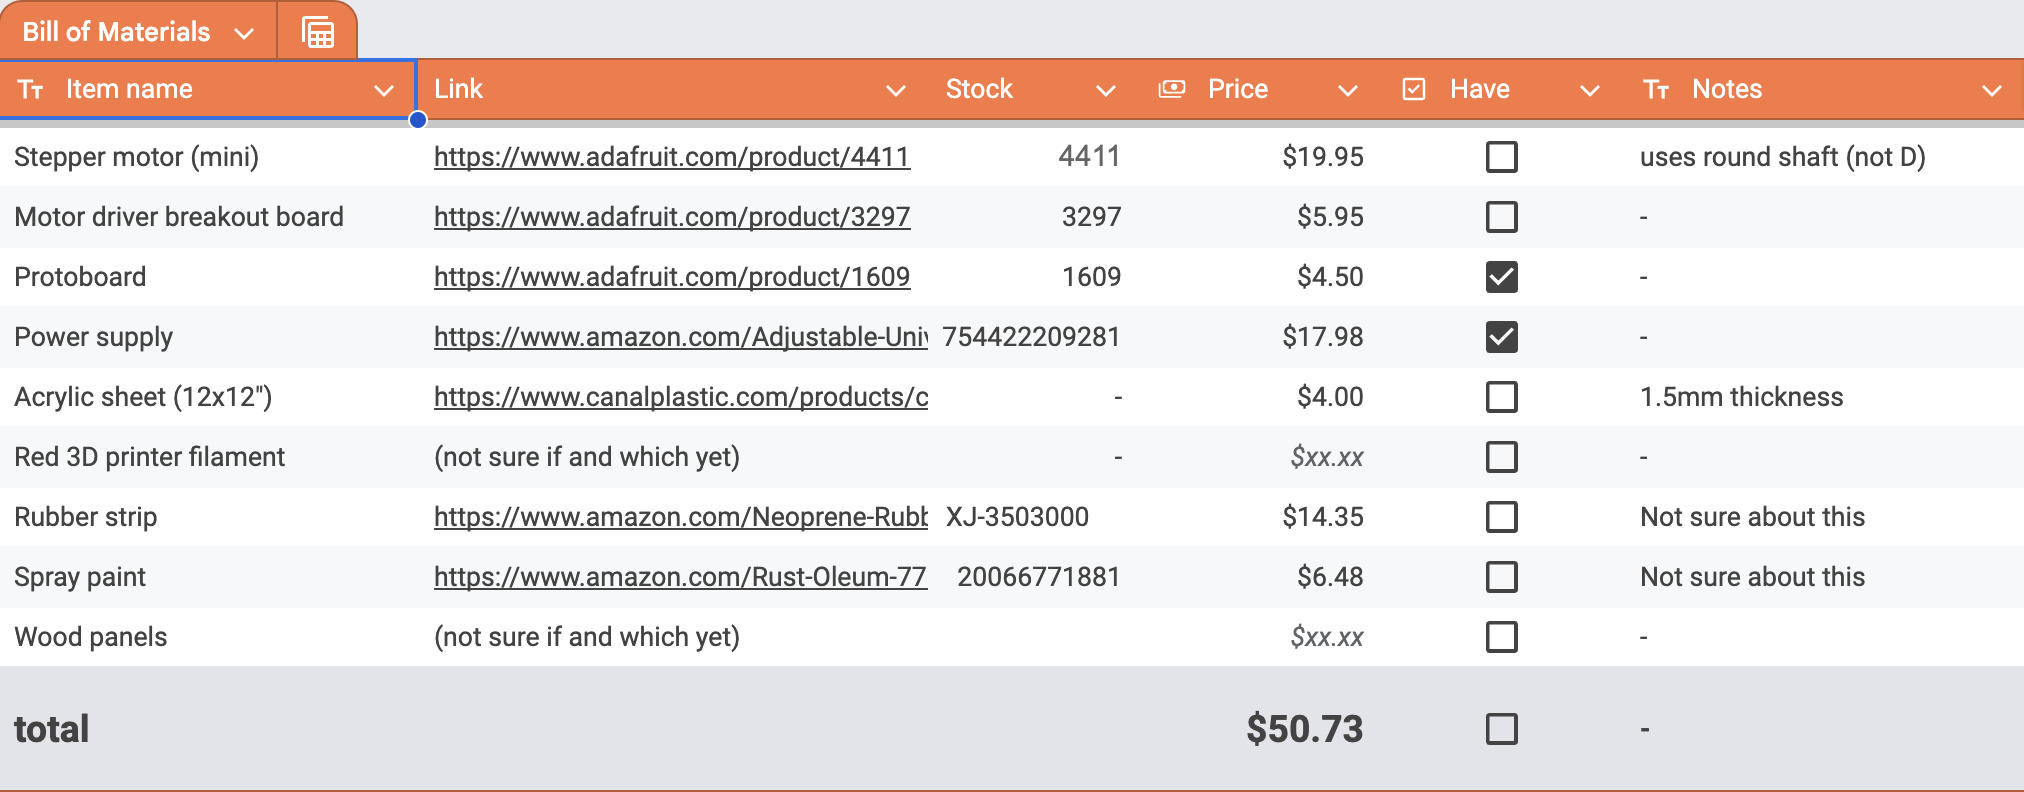 Bill of Materials
Item name Link Stock Price Have Notes
Stepper motor (mini) https://www.adafruit.com/product/4411 4411 $19.95 uses round shaft (not D)
Motor driver breakout board https://www.adafruit.com/product/3297 3297 $5.95 -
Protoboard https://www.adafruit.com/product/1609 1609 $4.50 -
Power supply https://www.amazon.com/Adjustable-Univ 754422209281 $17.98 -
Acrylic sheet (12x12") https://www.canalplastic.com/products/c - $4.00 1.5mm thickness
Red 3D printer filament (not sure if and which yet) - $xx.xx -
Rubber strip https://www.amazon.com/Neoprene-Rubb XJ-3503000 $14.35 Not sure about this
Spray paint https://www.amazon.com/Rust-Oleum-77 20066771881 $6.48 Not sure about this
Wood panels (not sure if and which yet) $xx.xx -
total $50.73 -